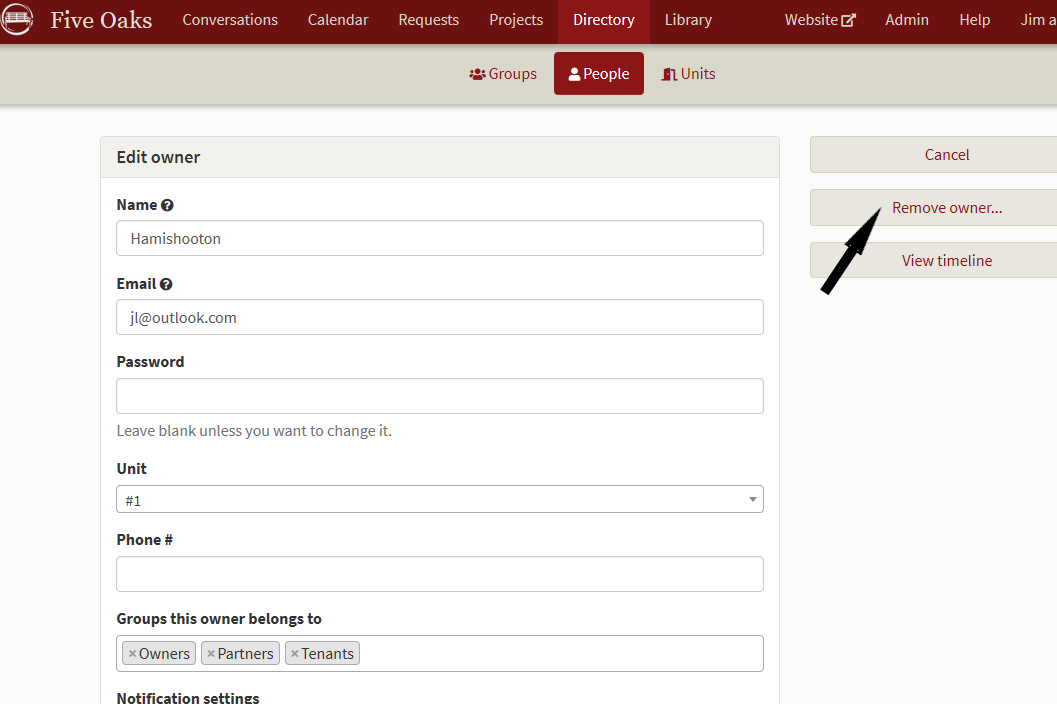 Five Oaks Conversations Calendar Requests Projects Directory Library Website Admin Help Jim a
Groups People Units
Edit owner
Name
Hamishooton
Email
jl@outlook.com
Password
Leave blank unless you want to change it.
Unit
#1
Phone #
Groups this owner belongs to
×Owners ×Partners ×Tenants
Notification settings
Cancel
Remove owner...
View timeline